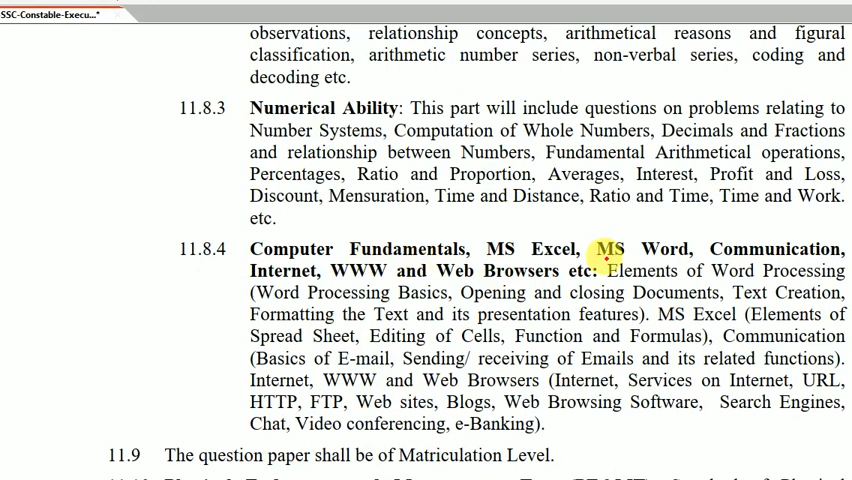 SSC-Constable-Execu...*
observations, relationship concepts, arithmetical reasons and figural
classification, arithmetic number series, non-verbal series, coding and
decoding etc.
11.8.3 Numerical Ability: This part will include questions on problems relating to
Number Systems, Computation of Whole Numbers, Decimals and Fractions
and relationship between Numbers, Fundamental Arithmetical operations,
Percentages, Ratio and Proportion, Averages, Interest, Profit and Loss,
Discount, Mensuration, Time and Distance, Ratio and Time, Time and Work.
etc.
11.8.4 Computer Fundamentals, MS Excel, MS Word, Communication,
Internet, WWW and Web Browsers etc: Elements of Word Processing
(Word Processing Basics, Opening and closing Documents, Text Creation,
Formatting the Text and its presentation features). MS Excel (Elements of
Spread Sheet, Editing of Cells, Function and Formulas), Communication
(Basics of E-mail, Sending/ receiving of Emails and its related functions).
Internet, WWW and Web Browsers (Internet, Services on Internet, URL,
HTTP, FTP, Web sites, Blogs, Web Browsing Software, Search Engines,
Chat, Video conferencing, e-Banking).
11.9 The question paper shall be of Matriculation Level.